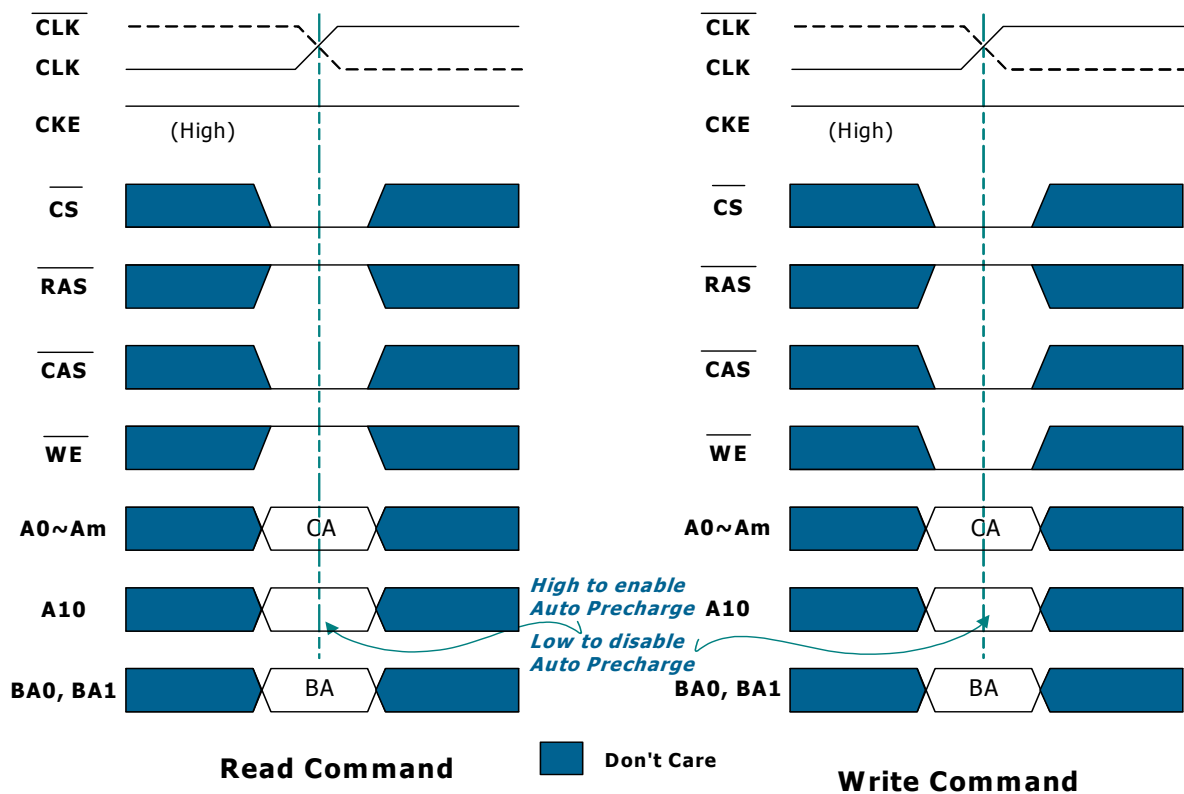 CLK
CLK
CKE
(High)
CS
RAS
CAS
WE
A0~Am
CA
A10
BA0, BA1
BA
Read Command
High to enable
Auto Precharge
Low to disable
Auto Precharge
Don't Care
CLK
CLK
CKE
(High)
CS
RAS
CAS
WE
A0~Am
CA
A10
BA0, BA1
BA
Write Command